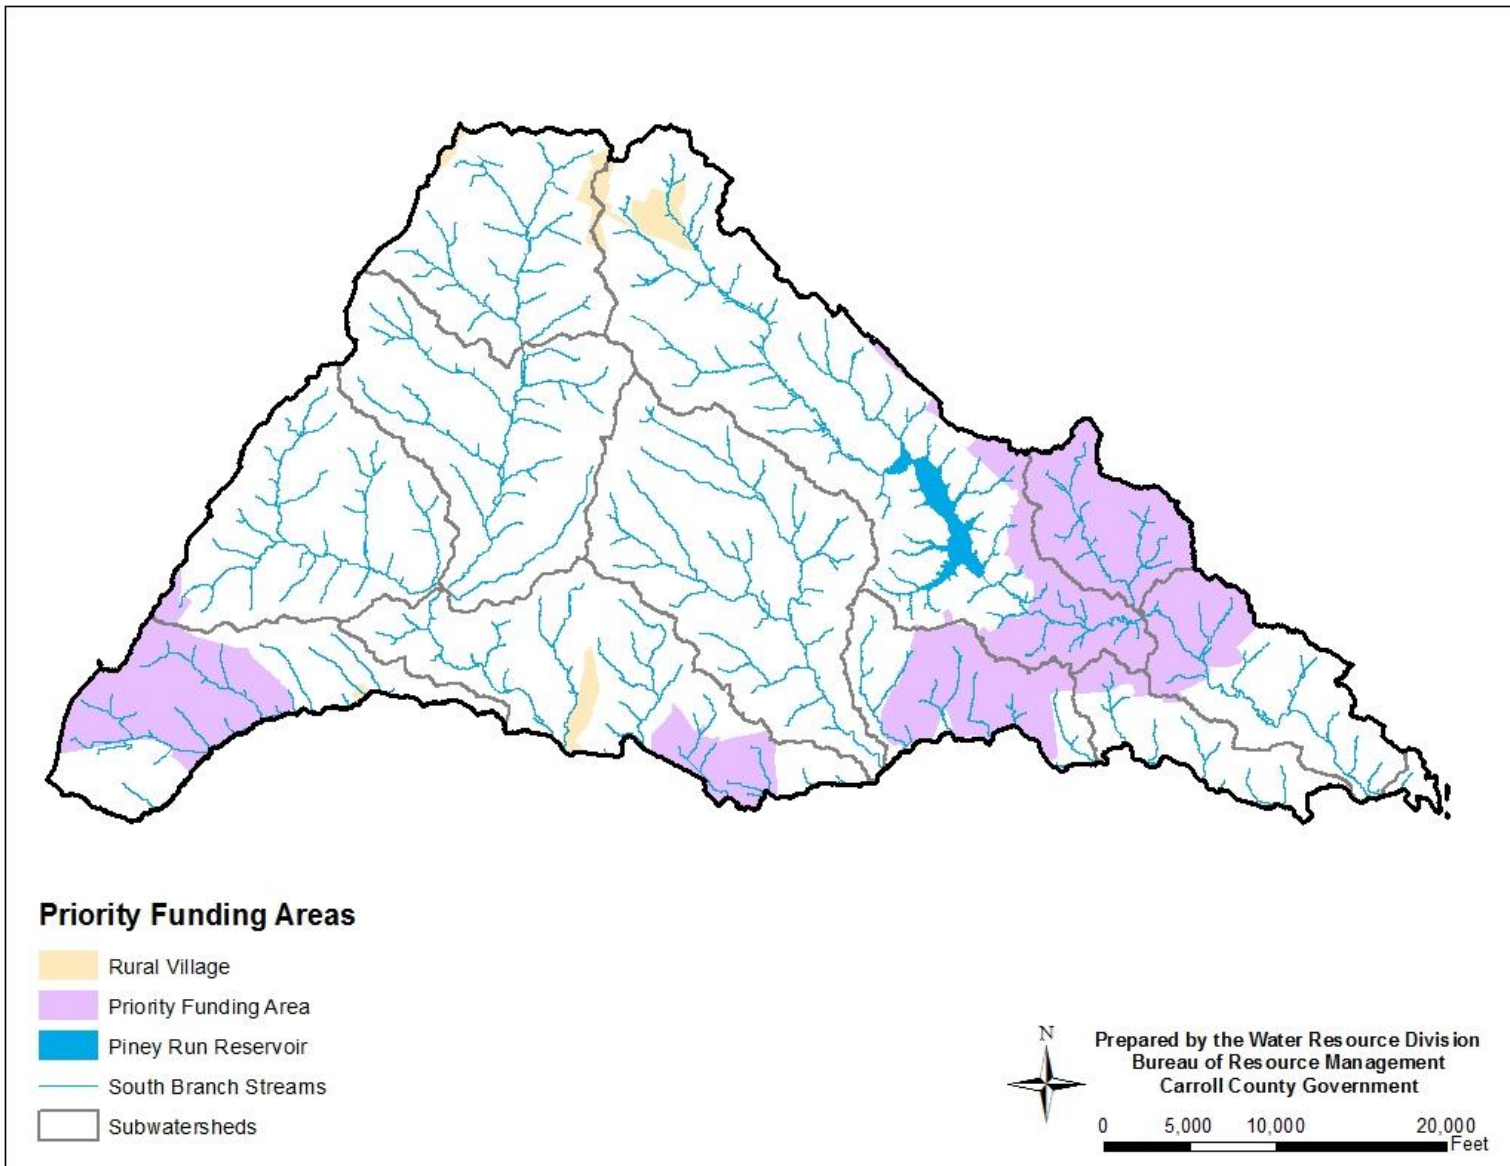 Priority Funding Areas
Rural Village
Priority Funding Area
Piney Run Reservoir
South Branch Streams
Subwatersheds
N
Prepared by the Water Resource Division
Bureau of Resource Management
Carroll County Government
0 5,000 10,000 20,000
Feet